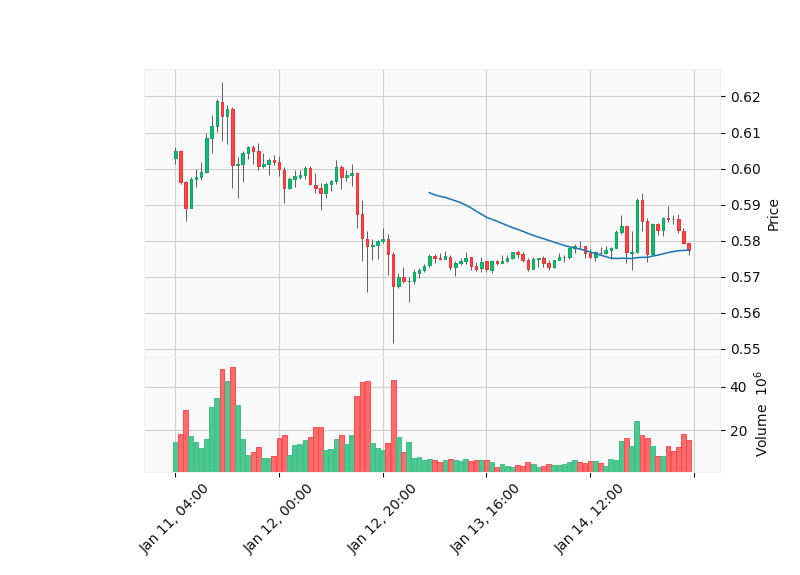 0.62
0.61
0.60
0.59
0.58
0.57
0.56
0.55
Price
40
20
Volume 10^6
Jan 11, 04:00
Jan 12, 00:00
Jan 12, 20:00
Jan 13, 16:00
Jan 14, 12:00